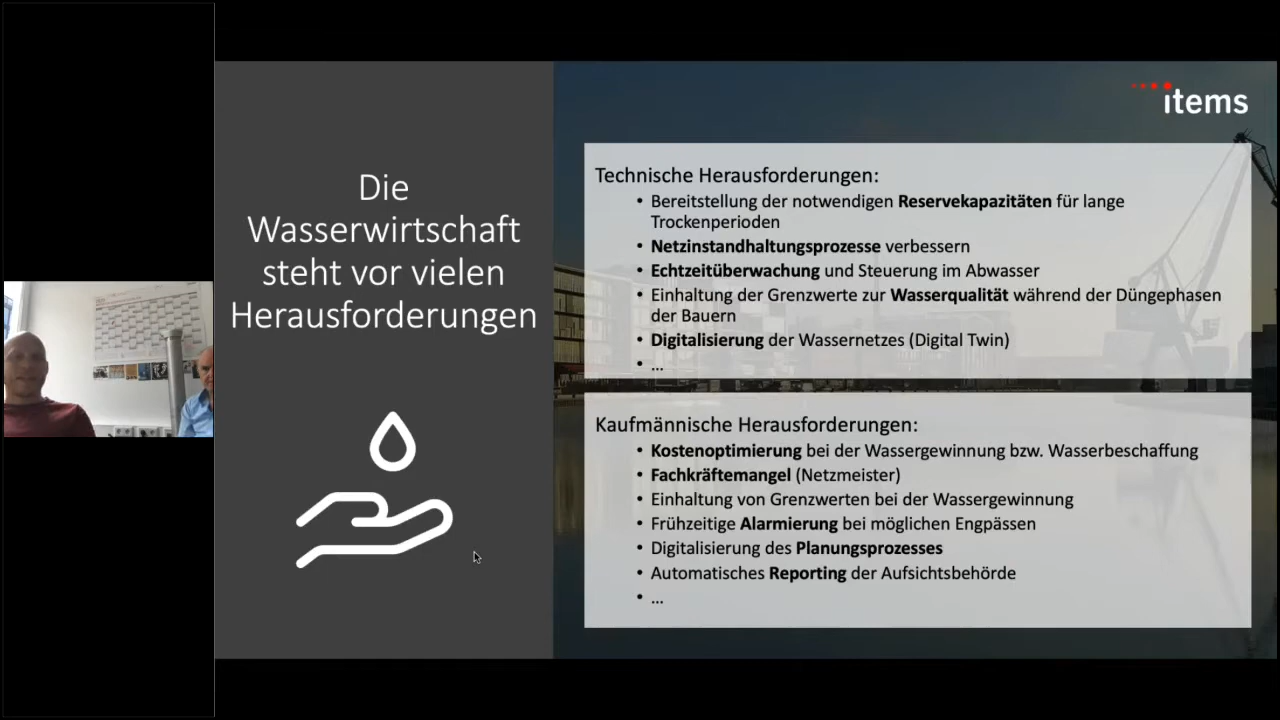 items
Die
Wasserwirtschaft
steht vor vielen
Herausforderungen
Technische Herausforderungen:
• Bereitstellung der notwendigen Reservekapazitäten für lange
Trockenperioden
• Netzinstandhaltungsprozesse verbessern
• Echtzeitüberwachung und Steuerung im Abwasser
• Einhaltung der Grenzwerte zur Wasserqualität während der Düngephasen
der Bauern
• Digitalisierung der Wassernetzes (Digital Twin)
• ...
Kaufmännische Herausforderungen:
• Kostenoptimierung bei der Wassergewinnung bzw. Wasserbeschaffung
• Fachkräftemangel (Netzmeister)
• Einhaltung von Grenzwerten bei der Wassergewinnung
• Frühzeitige Alarmierung bei möglichen Engpässen
• Digitalisierung des Planungsprozesses
• Automatisches Reporting der Aufsichtsbehörde
• ...